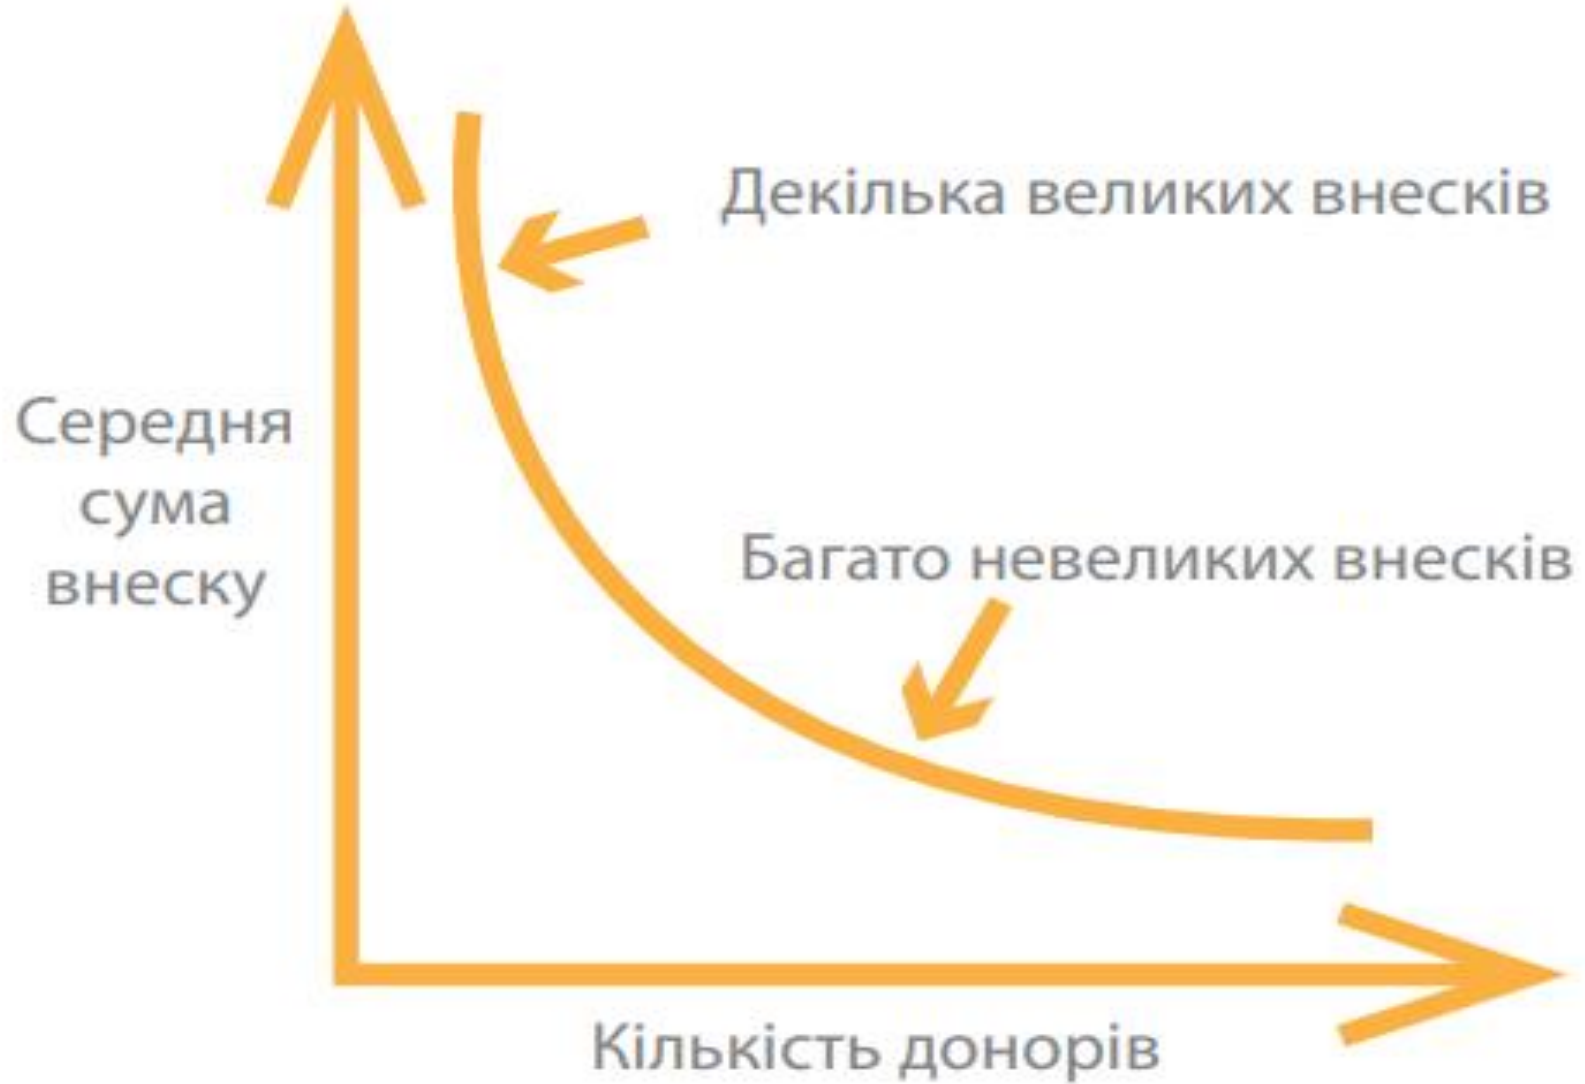 Декілька великих внесків
Середня
сума
внеску
Багато невеликих внесків
Кількість донорів